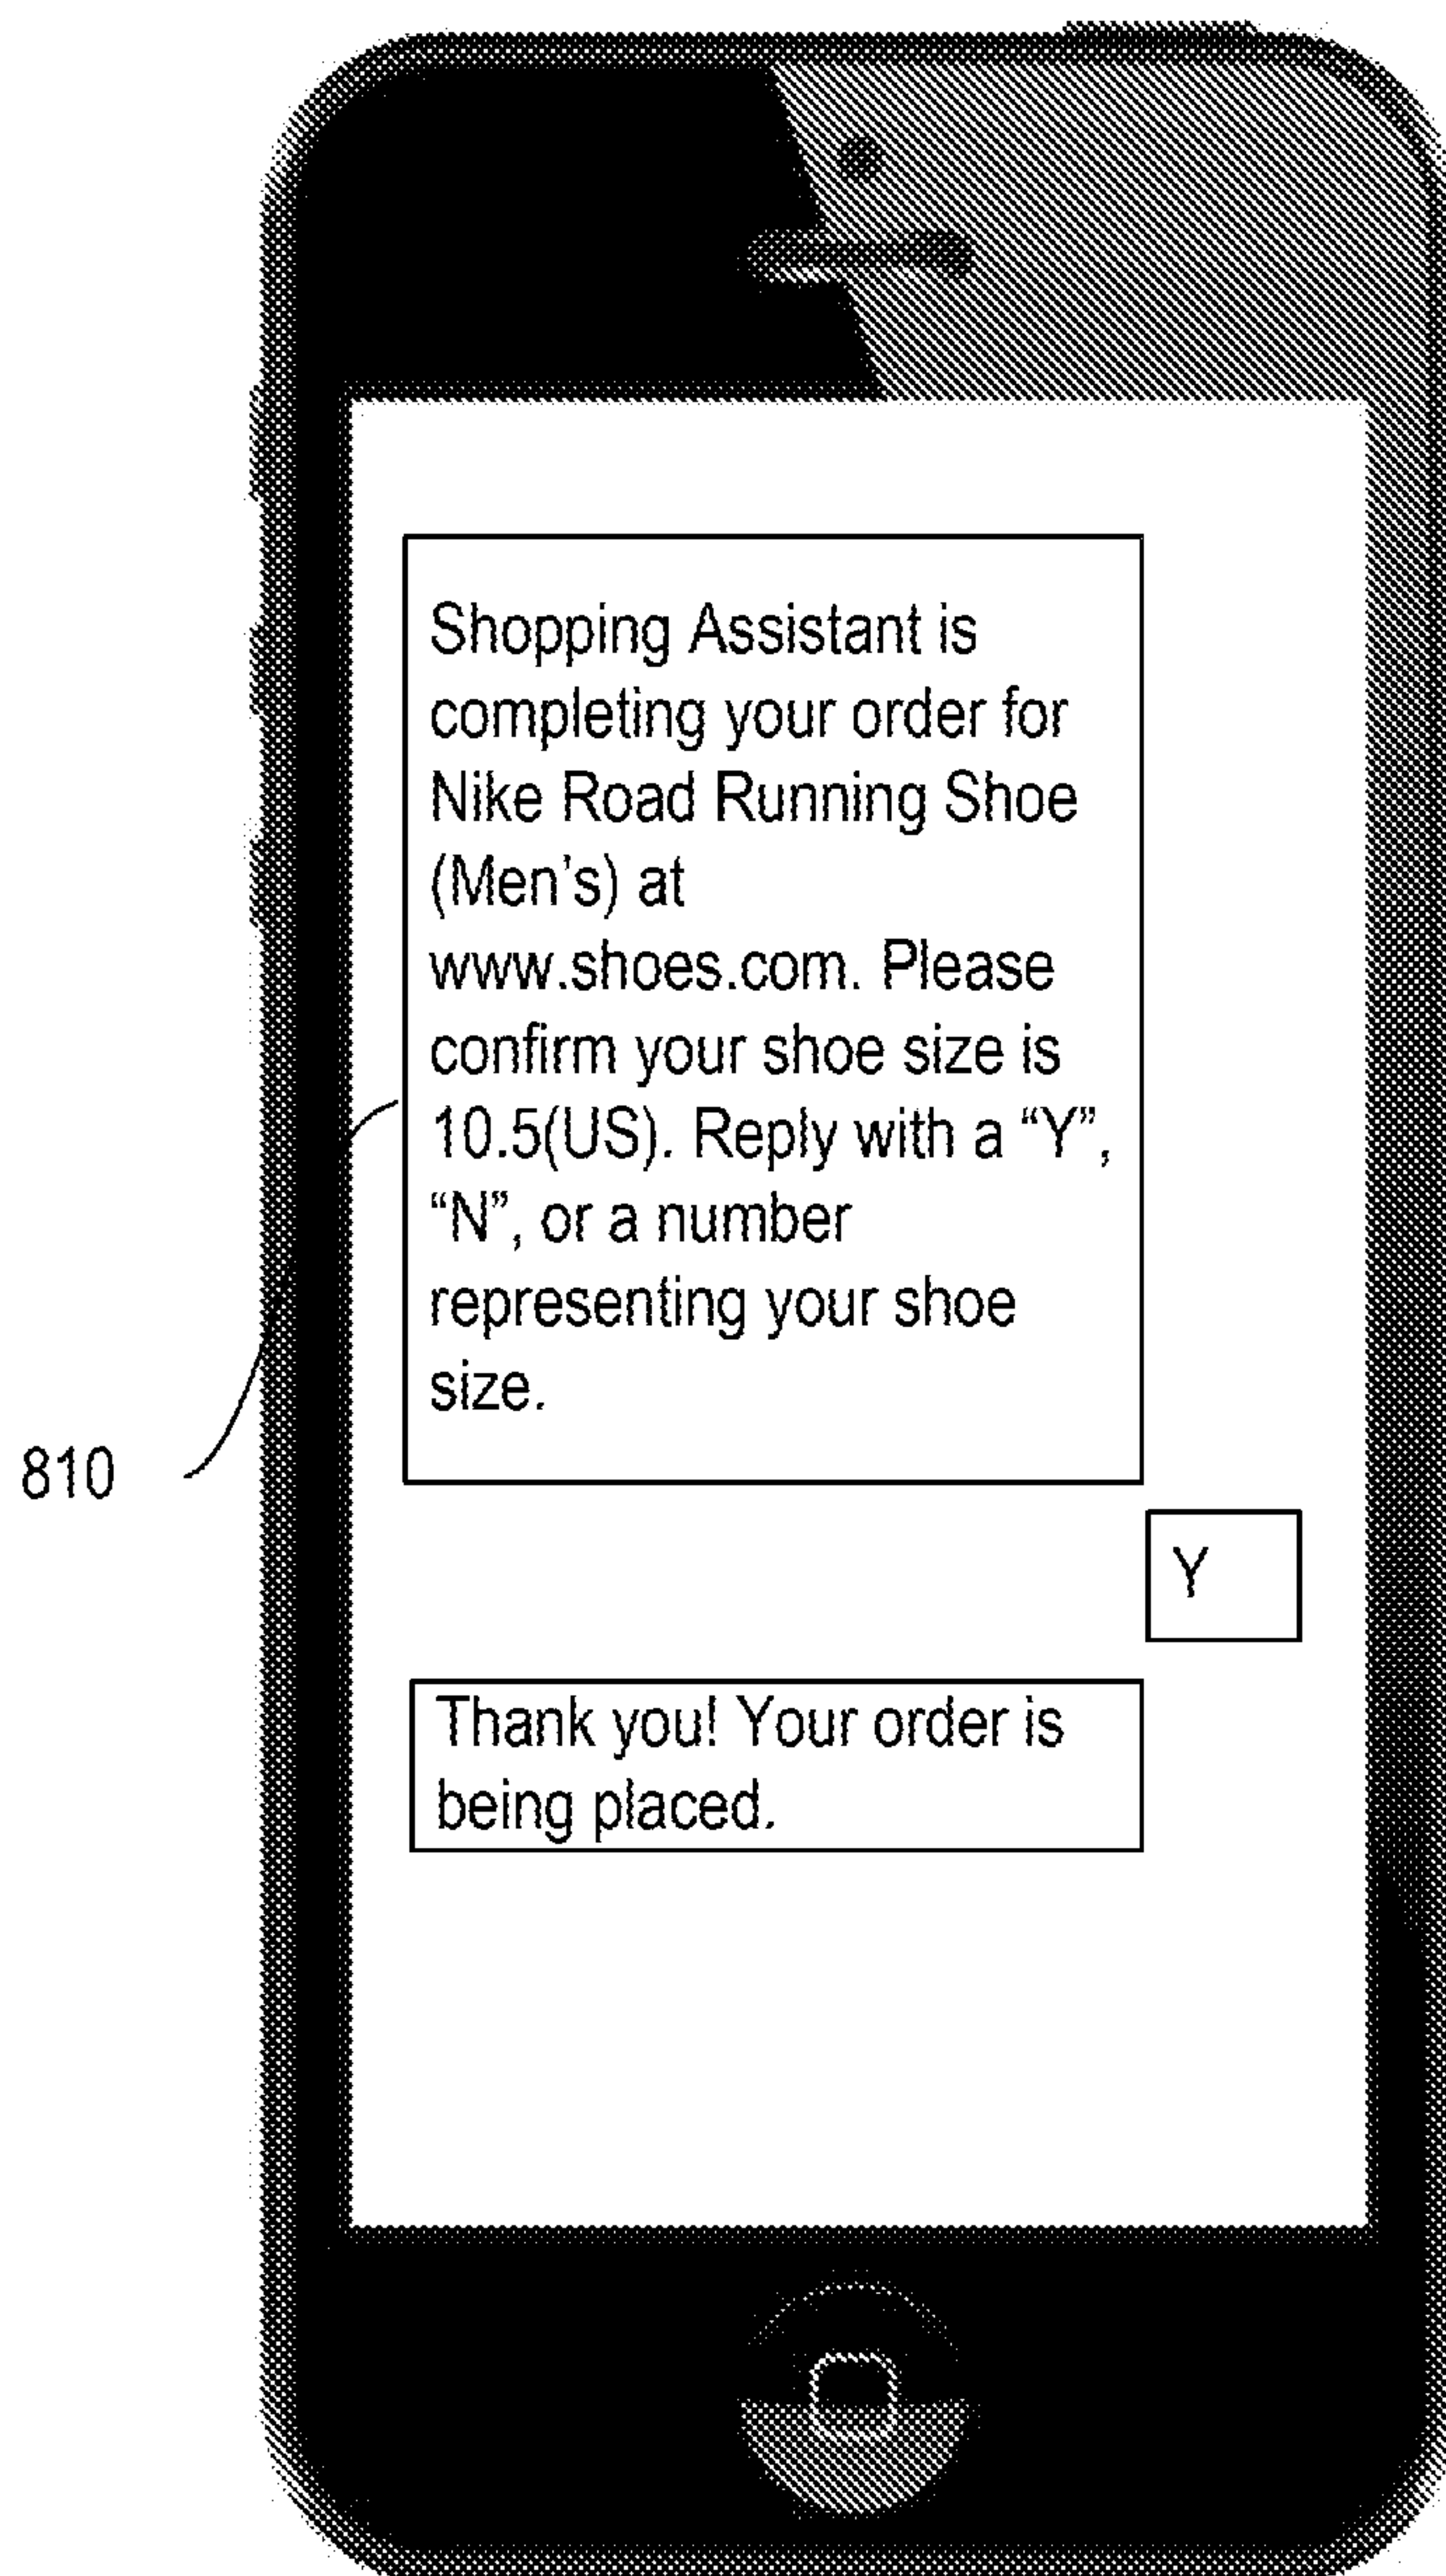 Shopping Assistant is
completing your order for
Nike Road Running Shoe
(Men's) at
www.shoes.com. Please
confirm your shoe size is
10.5(US). Reply with a “Y”,
“N”, or a number
representing your shoe
size.
810
Y
Thank you! Your order is
being placed.